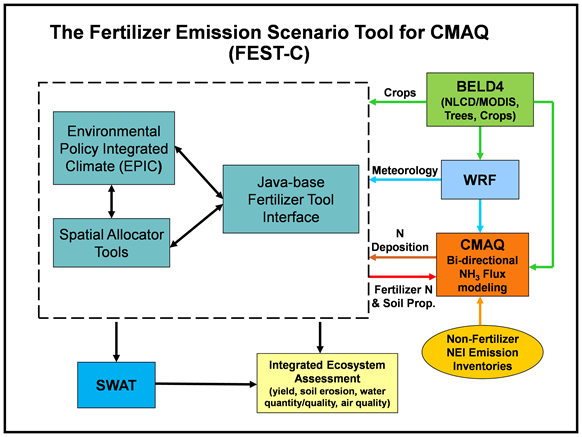 The Fertilizer Emission Scenario Tool for CMAQ
(FEST-C)
Environmental
Policy Integrated
Climate (EPIC)
Spatial Allocator
Tools
Java-base
Fertilizer Tool
Interface
Crops
Meteorology
N
Deposition
Fertilizer N
& Soil Prop.
BELD4
(NLCD/MODIS,
Trees, Crops)
WRF
CMAQ
Bi-directional
NH₃ Flux
modeling
Non-Fertilizer
NEI Emission
Inventories
SWAT
Integrated Ecosystem
Assessment
(yield, soil erosion, water
quantity/quality, air quality)